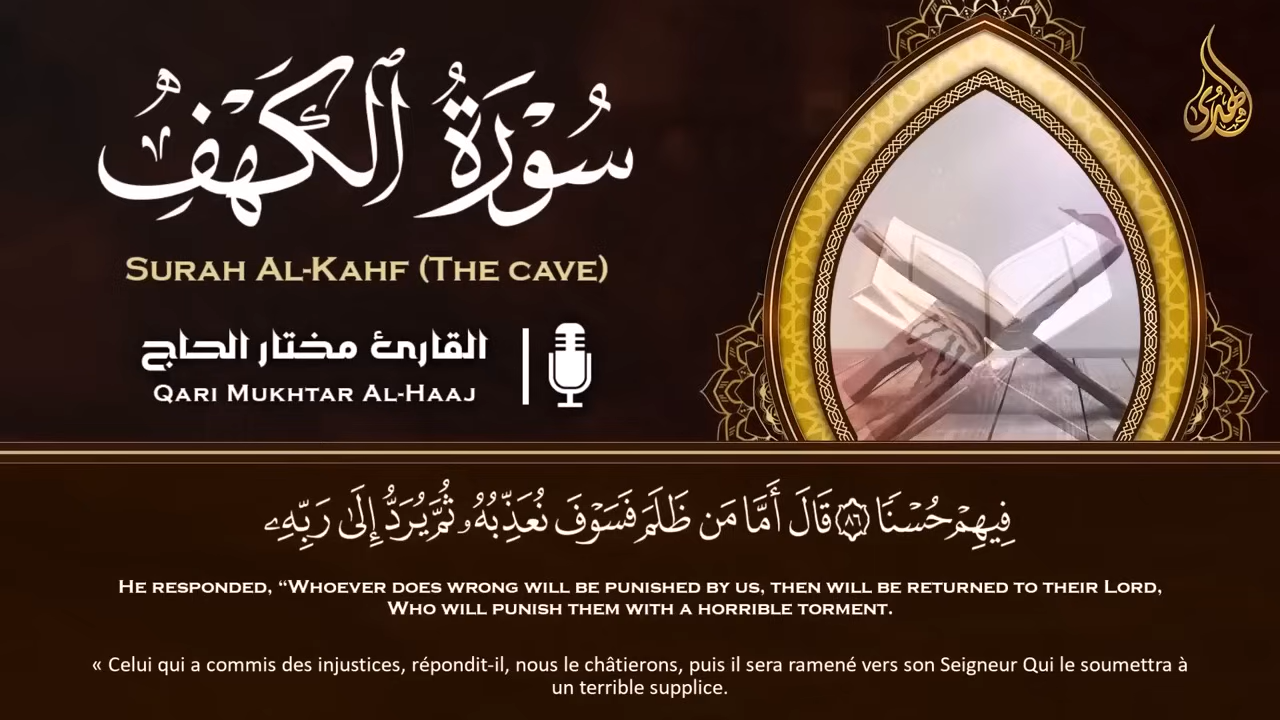 سُورَةُ ٱلْكَهْفِ
SURAH AL-KAHF (THE CAVE)
القارئ مختار الحاج
QARI MUKHTAR AL-HAAJ
الهدى
فِيهِمْ حُسْنًا ٨٦ قَالَ أَمَّا مَن ظَلَمَ فَسَوْفَ نُعَذِّبُهُۥ ثُمَّ يُرَدُّ إِلَىٰ رَبِّهِۦ
HE RESPONDED, “WHOEVER DOES WRONG WILL BE PUNISHED BY US, THEN WILL BE RETURNED TO THEIR LORD,
WHO WILL PUNISH THEM WITH A HORRIBLE TORMENT.
« Celui qui a commis des injustices, répondit-il, nous le châtierons, puis il sera ramené vers son Seigneur Qui le soumettra à
un terrible supplice.